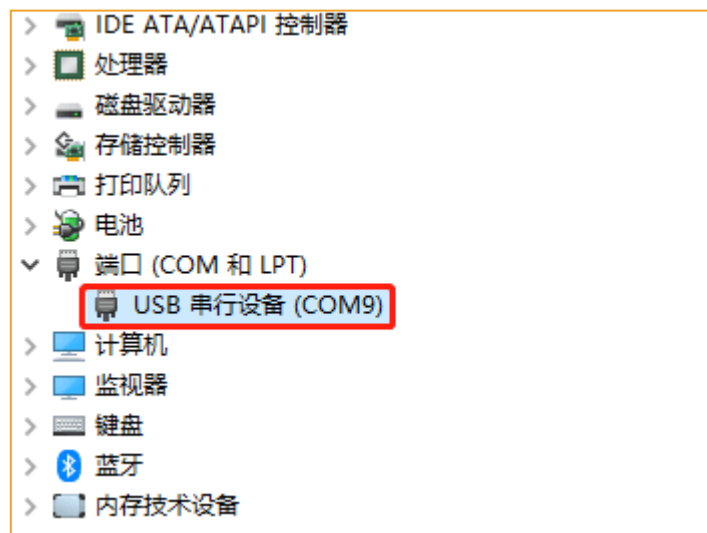 IDE ATA/ATAPI 控制器
处理器
磁盘驱动器
存储控制器
打印队列
电池
端口 (COM 和 LPT)
USB 串行设备 (COM9)
计算机
监视器
键盘
蓝牙
内存技术设备